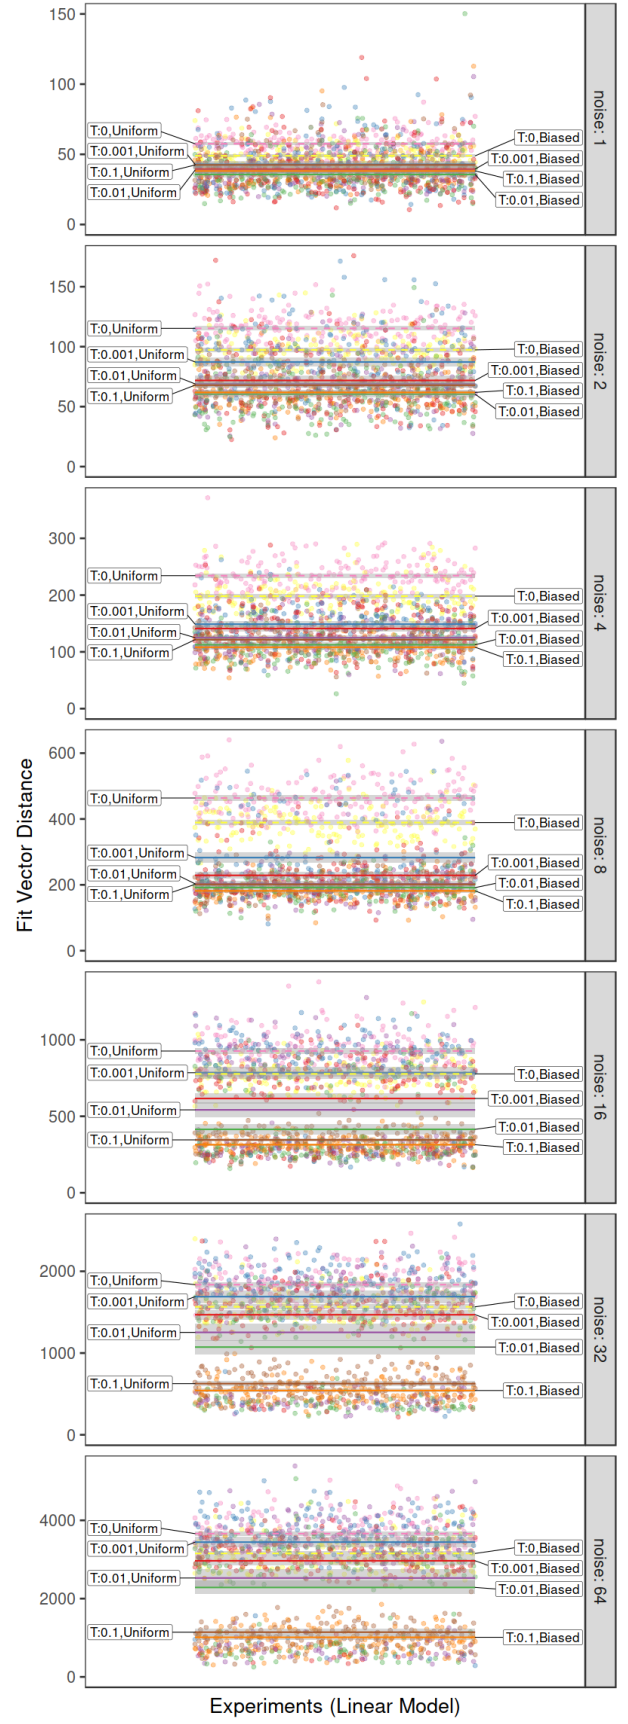 150
100
50
0
T:0,Uniform
T:0.001,Uniform
T:0.1,Uniform
T:0.01,Uniform
T:0,Biased
T:0.001,Biased
T:0.1,Biased
T:0.01,Biased
noise: 1
150
100
50
0
T:0,Uniform
T:0.001,Uniform
T:0.01,Uniform
T:0.1,Uniform
T:0,Biased
T:0.001,Biased
T:0.1,Biased
T:0.01,Biased
noise: 2
300
200
100
0
T:0,Uniform
T:0.001,Uniform
T:0.01,Uniform
T:0.1,Uniform
T:0,Biased
T:0.001,Biased
T:0.01,Biased
T:0.1,Biased
noise: 4
Fit Vector Distance
600
400
200
0
T:0,Uniform
T:0.001,Uniform
T:0.01,Uniform
T:0.1,Uniform
T:0,Biased
T:0.001,Biased
T:0.01,Biased
T:0.1,Biased
noise: 8
1000
500
0
T:0,Uniform
T:0.001,Uniform
T:0.01,Uniform
T:0.1,Uniform
T:0,Biased
T:0.001,Biased
T:0.01,Biased
T:0.1,Biased
noise: 16
2000
1000
0
T:0,Uniform
T:0.001,Uniform
T:0.01,Uniform
T:0.1,Uniform
T:0,Biased
T:0.001,Biased
T:0.01,Biased
T:0.1,Biased
noise: 32
4000
2000
0
T:0,Uniform
T:0.001,Uniform
T:0.01,Uniform
T:0.1,Uniform
T:0,Biased
T:0.001,Biased
T:0.01,Biased
T:0.1,Biased
noise: 64
Experiments (Linear Model)